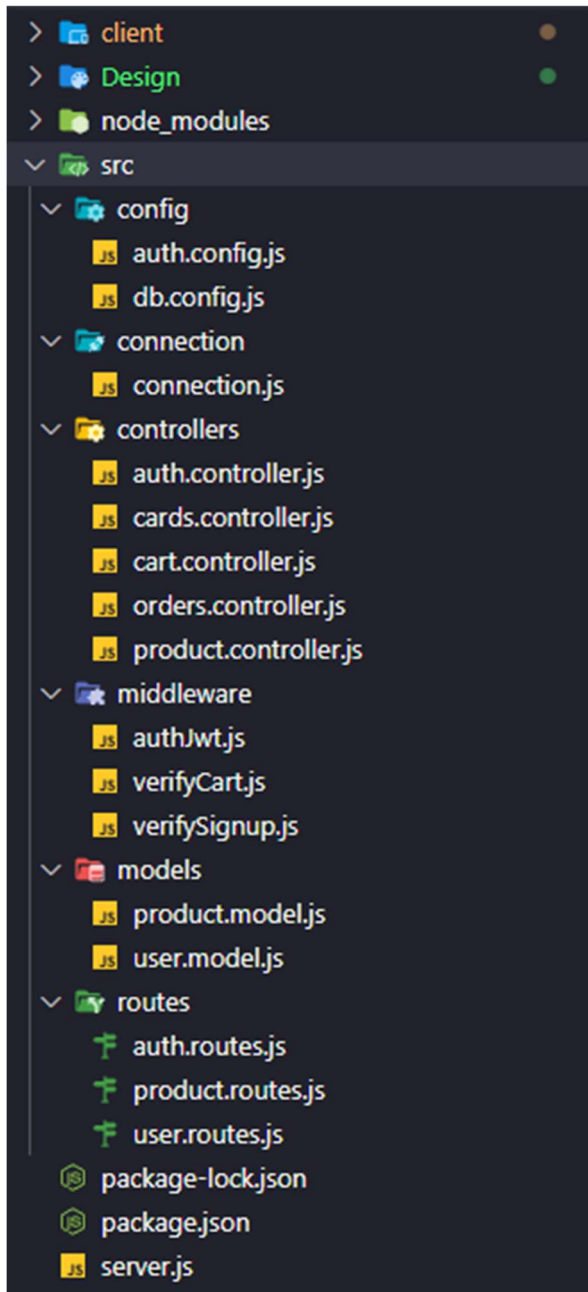 client
Design
node_modules
src
config
auth.config.js
db.config.js
connection
connection.js
controllers
auth.controller.js
cards.controller.js
cart.controller.js
orders.controller.js
product.controller.js
middleware
authJwt.js
verifyCart.js
verifySignup.js
models
product.model.js
user.model.js
routes
auth.routes.js
product.routes.js
user.routes.js
package-lock.json
package.json
server.js